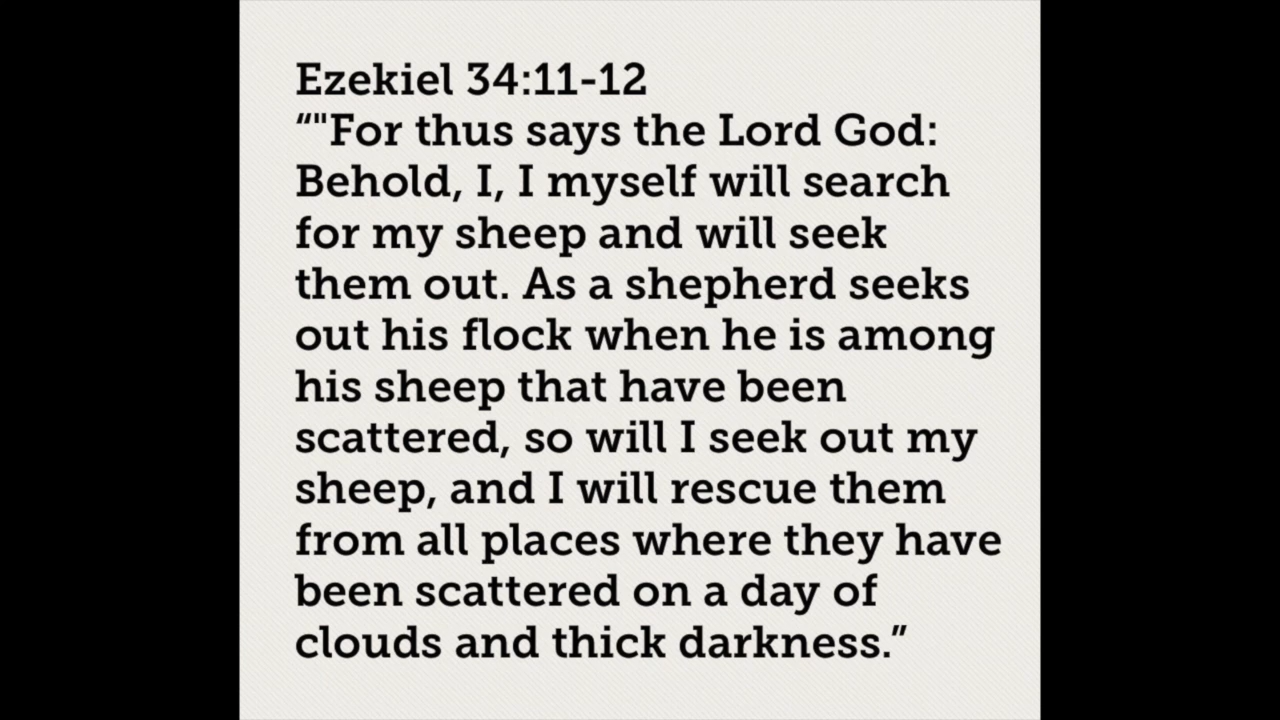 Ezekiel 34:11-12
“"For thus says the Lord God:
Behold, I, I myself will search
for my sheep and will seek
them out. As a shepherd seeks
out his flock when he is among
his sheep that have been
scattered, so will I seek out my
sheep, and I will rescue them
from all places where they have
been scattered on a day of
clouds and thick darkness.”